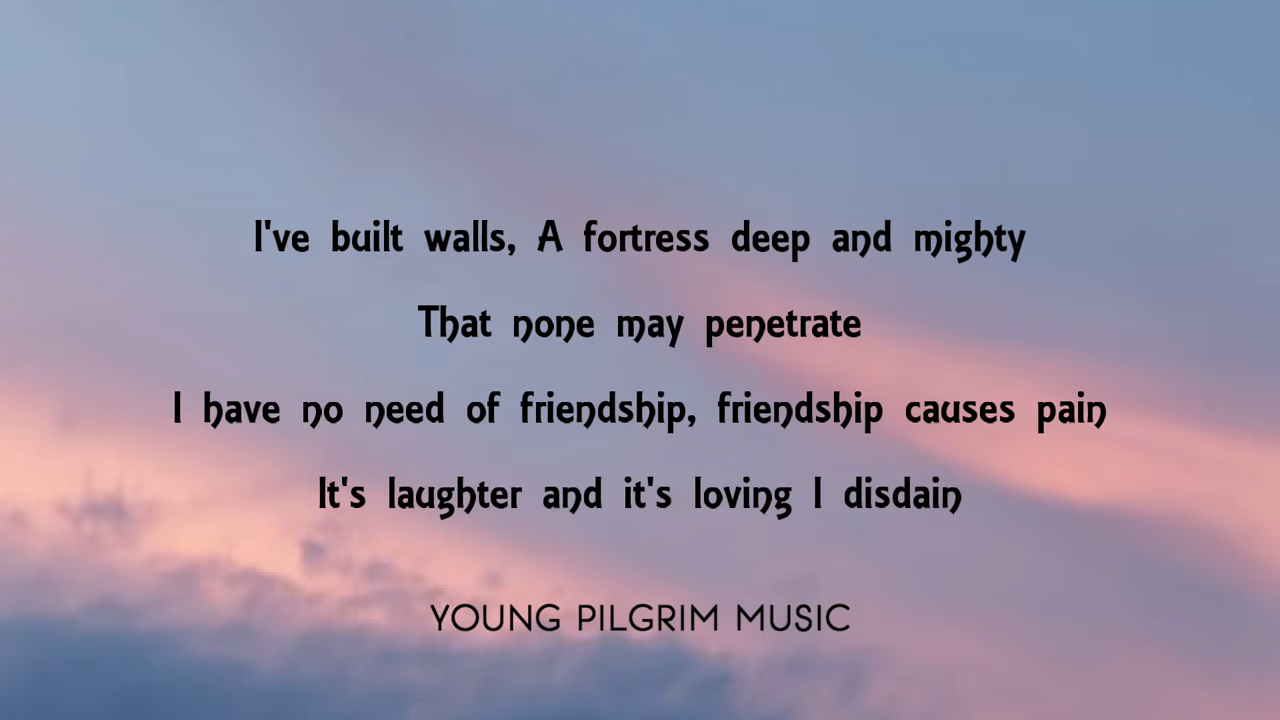 I've built walls, A fortress deep and mighty
That none may penetrate
I have no need of friendship, friendship causes pain
It's laughter and it's loving I disdain
YOUNG PILGRIM MUSIC